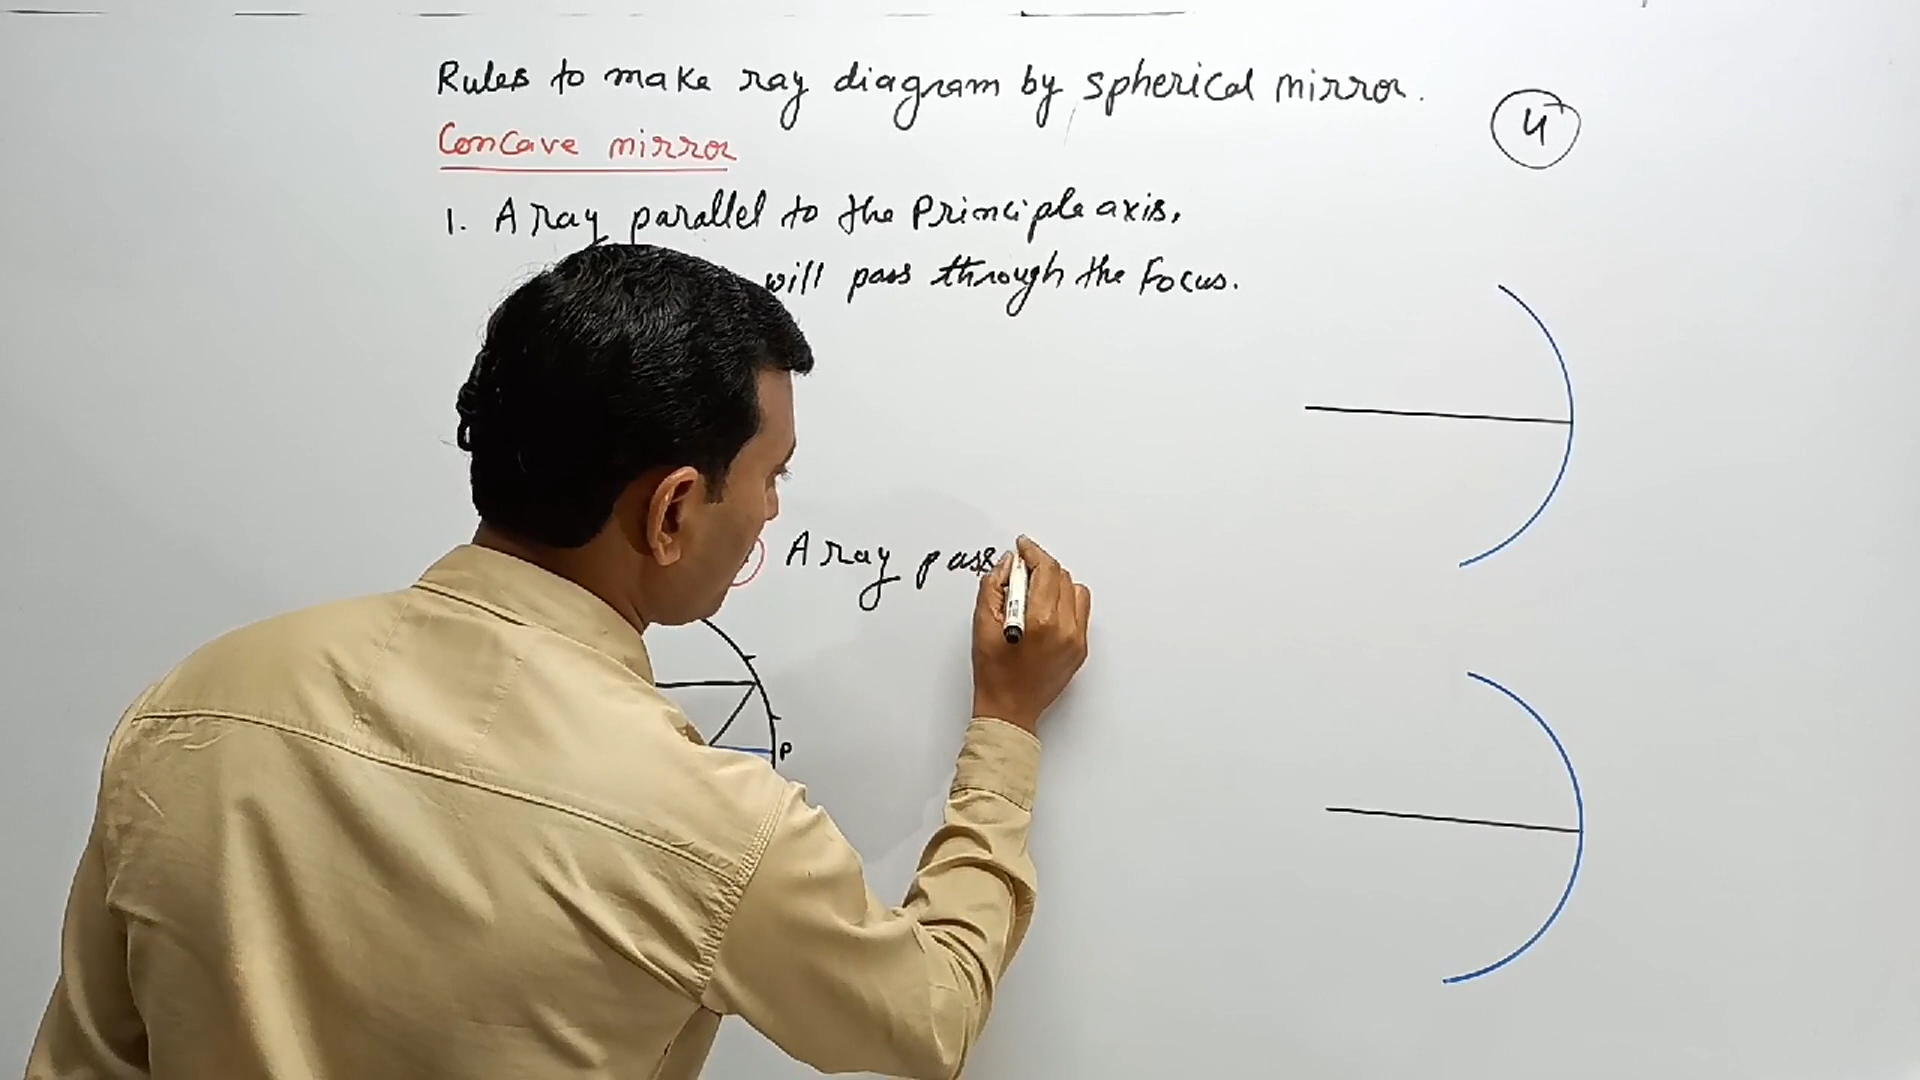 Rules to make ray diagram by spherical mirror.
4
Concave mirror
1. A ray parallel to the Principle axis,
will pass through the Focus.
A ray pass
P